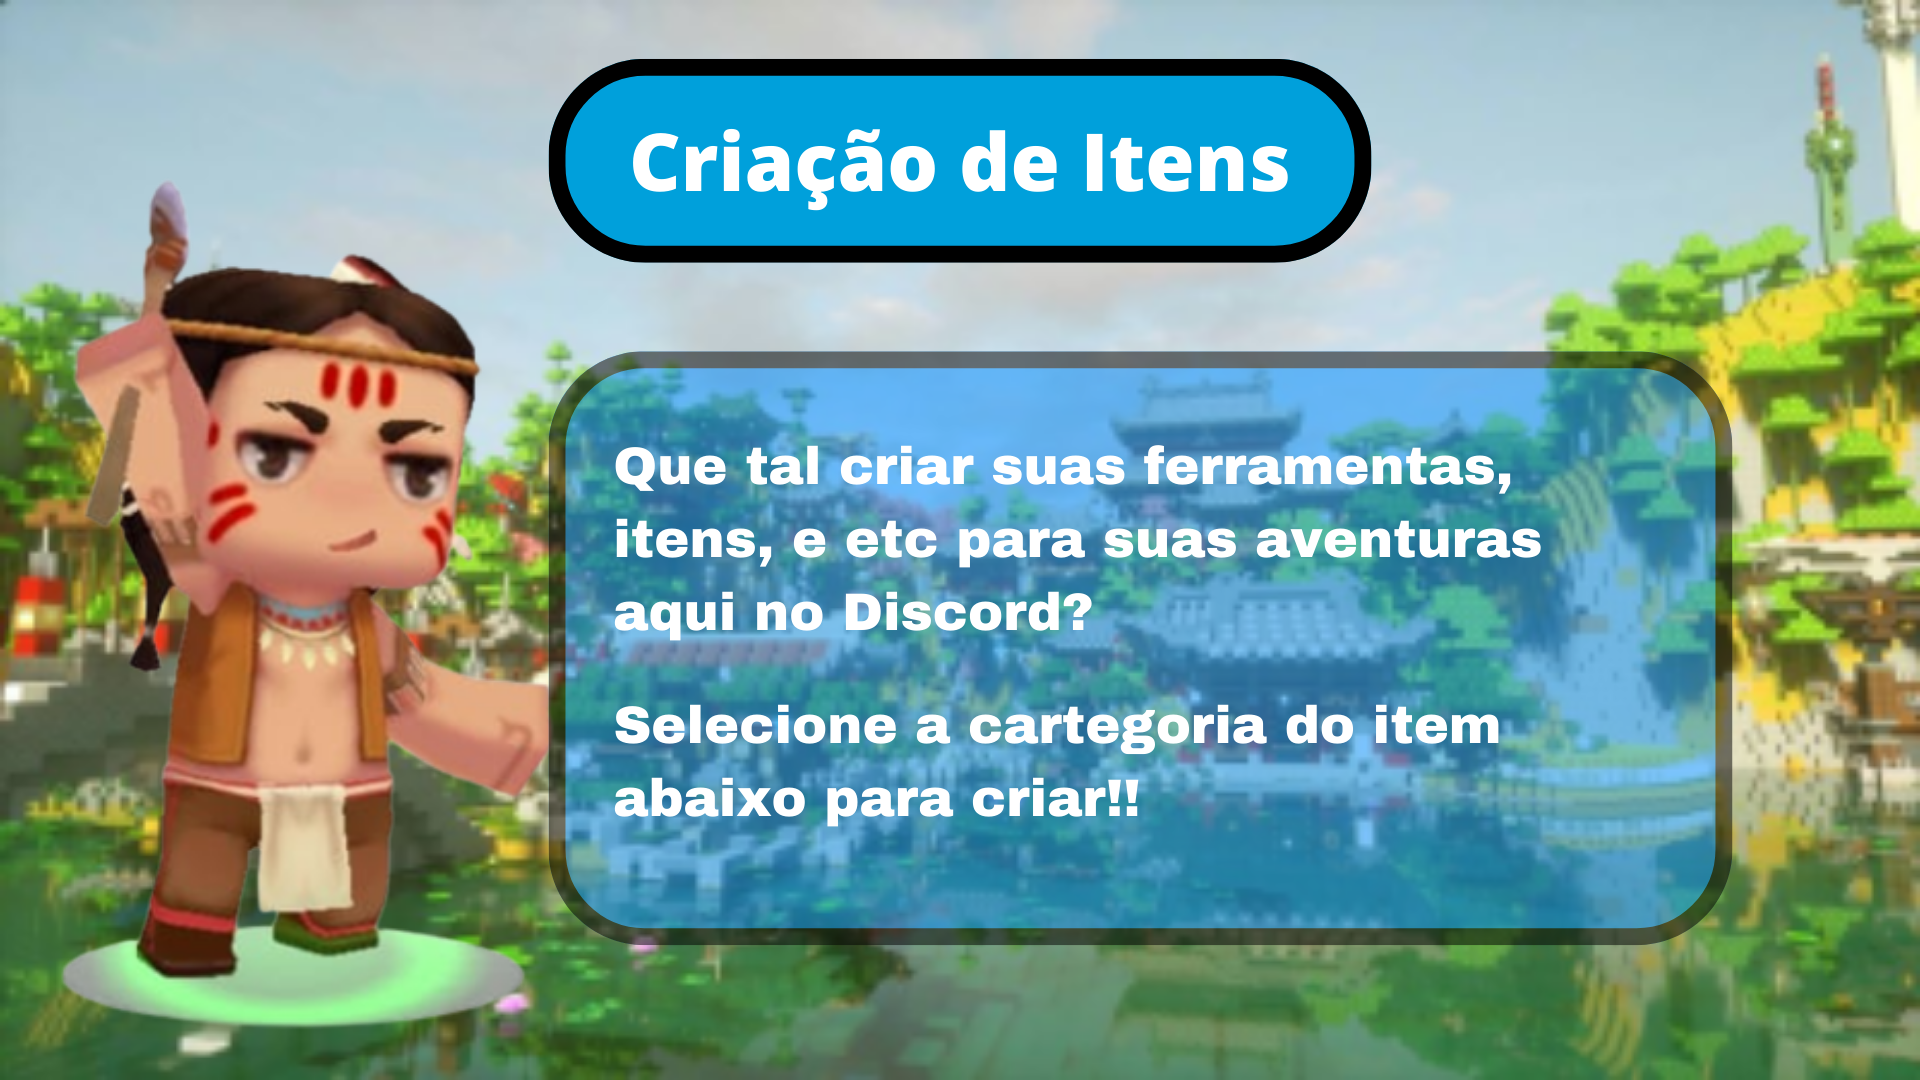 Criação de Itens
Que tal criar suas ferramentas,
itens, e etc para suas aventuras
aqui no Discord?
Selecione a cartegoria do item
abaixo para criar!!